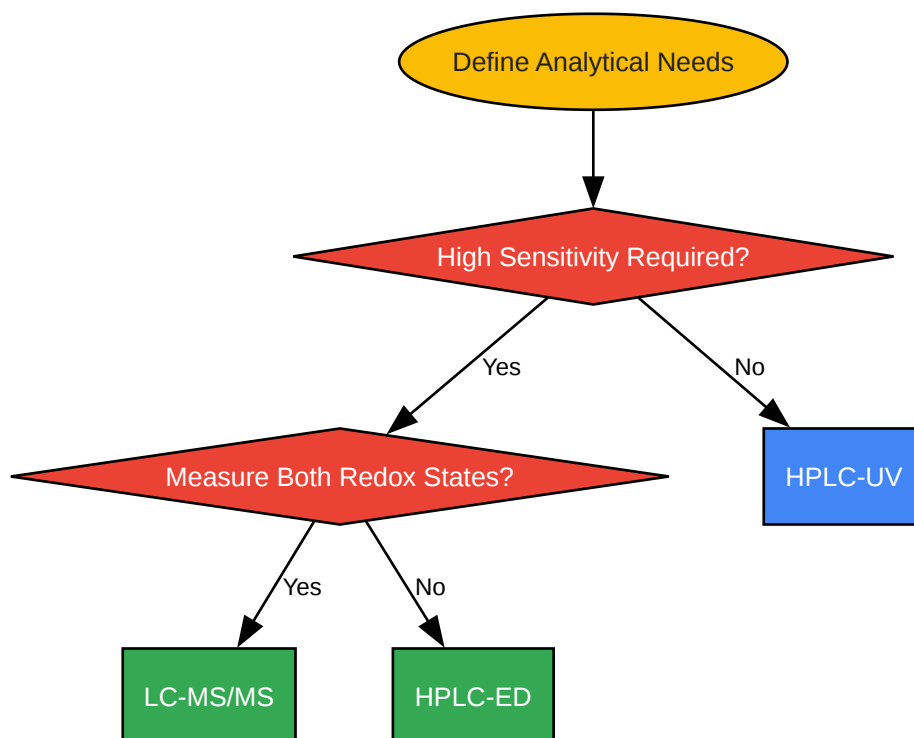 Define Analytical Needs
High Sensitivity Required?
Yes
No
Measure Both Redox States?
HPLC-UV
Yes
No
LC-MS/MS
HPLC-ED